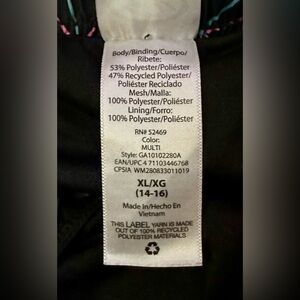 Body/Binding/Cuerpo/
Ribete:
53% Polyester/Poliéster
47% Recycled Polyester/
Poliéster Reciclado
Mesh/Malla:
100% Polyester/Poliéster
Lining/Forro:
100% Polyester/Poliéster
RN# 52469
Color:
MULTI
Style: GA10102280A
EAN/UPC 4 71103446768
CPSIA WM280833011019
XL/XG
(14-16)
Made in/Hecho En
Vietnam
THIS LABEL YARN IS MADE
OUT OF 100% RECYCLED
POLYESTER MATERIALS